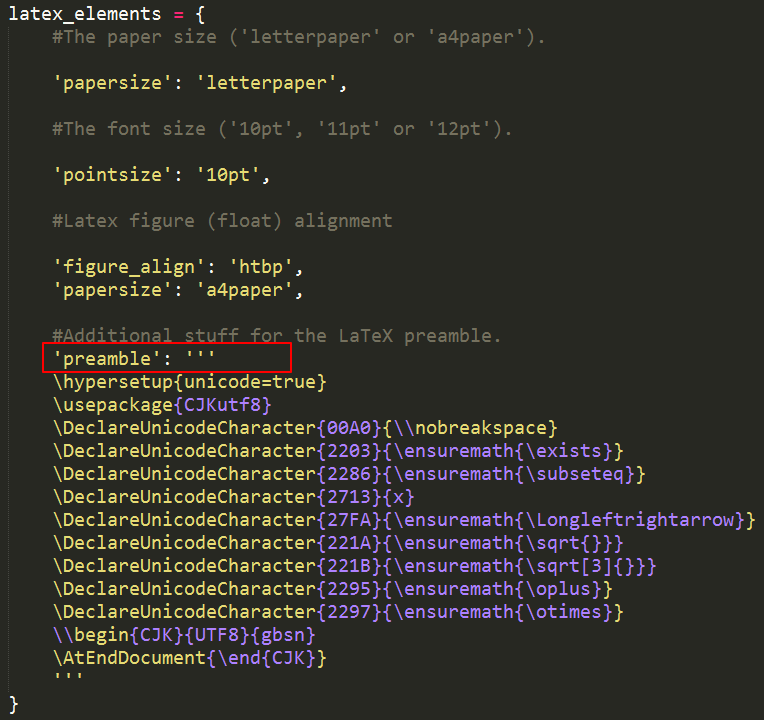 latex_elements = {
#The paper size ('letterpaper' or 'a4paper').
'papersize': 'letterpaper',
#The font size ('10pt', '11pt' or '12pt').
'pointsize': '10pt',
#Latex figure (float) alignment
'figure_align': 'htbp',
'papersize': 'a4paper',
#Additional stuff for the LaTeX preamble.
'preamble': '''
\hypersetup{unicode=true}
\usepackage{CJKutf8}
\DeclareUnicodeCharacter{00A0}{\\nobreakspace}
\DeclareUnicodeCharacter{2203}{\ensuremath{\exists}}
\DeclareUnicodeCharacter{2286}{\ensuremath{\subseteq}}
\DeclareUnicodeCharacter{2713}{x}
\DeclareUnicodeCharacter{27FA}{\ensuremath{\Longleftrightarrow}}
\DeclareUnicodeCharacter{221A}{\ensuremath{\sqrt{}}}
\DeclareUnicodeCharacter{221B}{\ensuremath{\sqrt[3]{}}}
\DeclareUnicodeCharacter{2295}{\ensuremath{\oplus}}
\DeclareUnicodeCharacter{2297}{\ensuremath{\otimes}}
\\begin{CJK}{UTF8}{gbsn}
\AtEndDocument{\end{CJK}}
'''
}